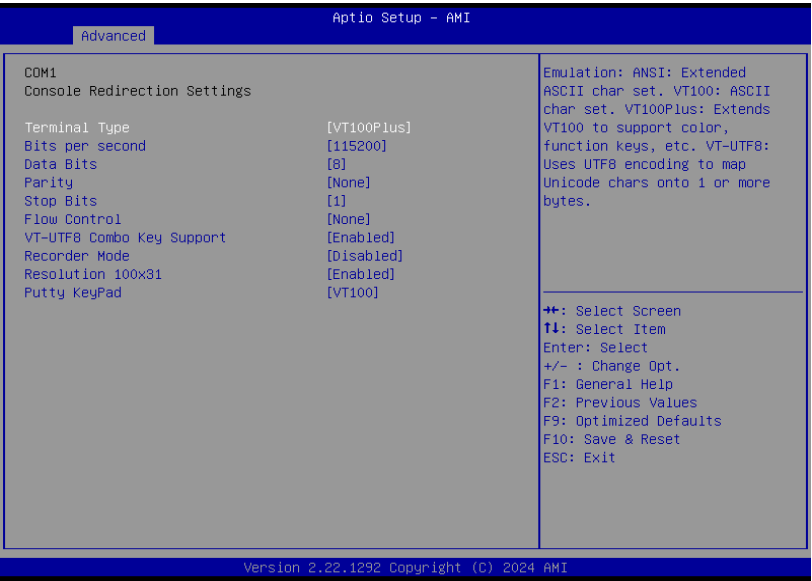 Aptio Setup – AMI
Advanced
COM1
Console Redirection Settings
Terminal Type [VT100Plus]
Bits per second [115200]
Data Bits [8]
Parity [None]
Stop Bits [1]
Flow Control [None]
VT-UTF8 Combo Key Support [Enabled]
Recorder Mode [Disabled]
Resolution 100x31 [Enabled]
Putty KeyPad [VT100]
Emulation: ANSI: Extended
ASCII char set. VT100: ASCII
char set. VT100Plus: Extends
VT100 to support color,
function keys, etc. VT-UTF8:
Uses UTF8 encoding to map
Unicode chars onto 1 or more
bytes.
→←: Select Screen
↑↓: Select Item
Enter: Select
+/- : Change Opt.
F1: General Help
F2: Previous Values
F9: Optimized Defaults
F10: Save & Reset
ESC: Exit
Version 2.22.1292 Copyright (C) 2024 AMI